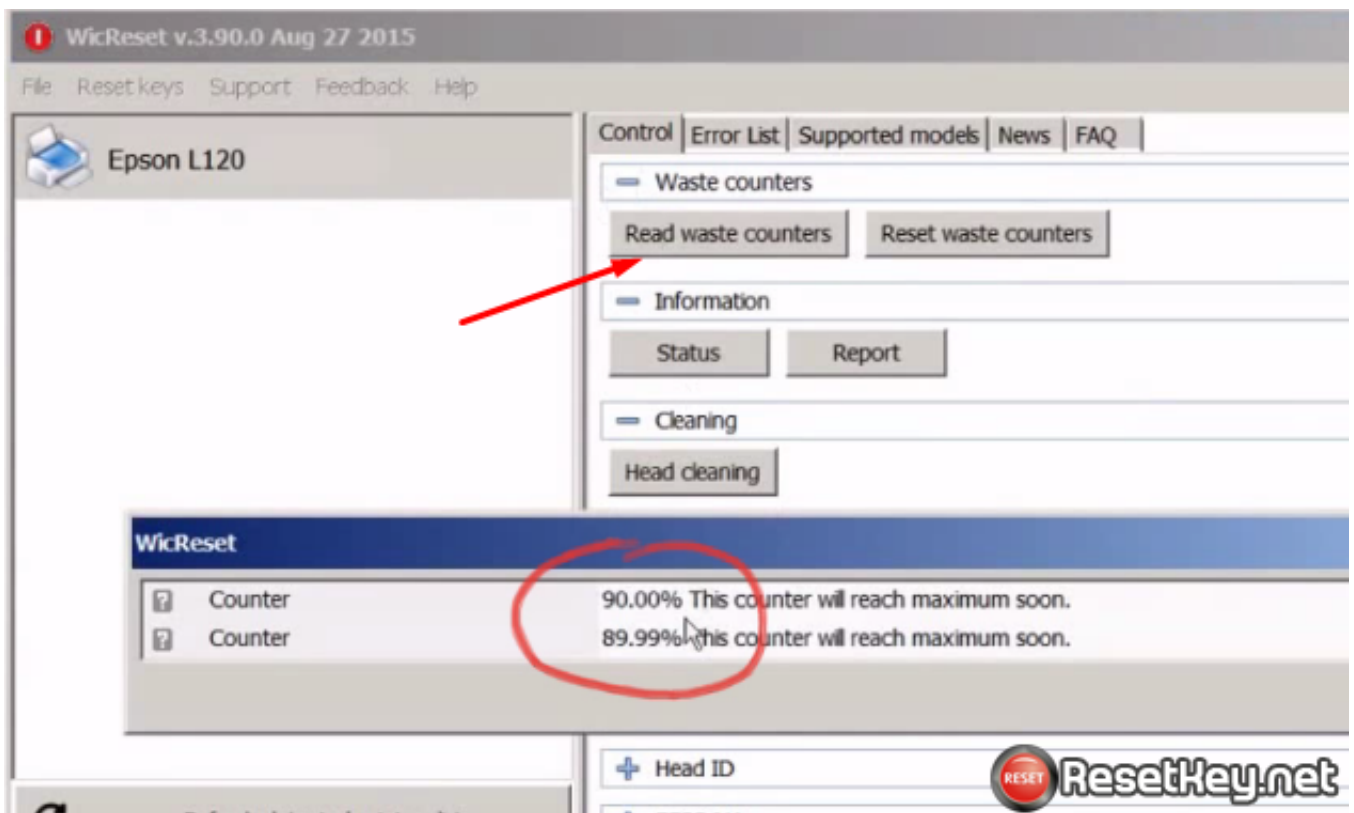 WicReset v.3.90.0 Aug 27 2015
File Reset keys Support Feedback Help
Epson L120
Control Error List Supported models News FAQ
Waste counters
Read waste counters Reset waste counters
Information
Status Report
Cleaning
Head cleaning
WicReset
Counter 90.00% This counter will reach maximum soon.
Counter 89.99% This counter will reach maximum soon.
Head ID
RESET ResetKey.net